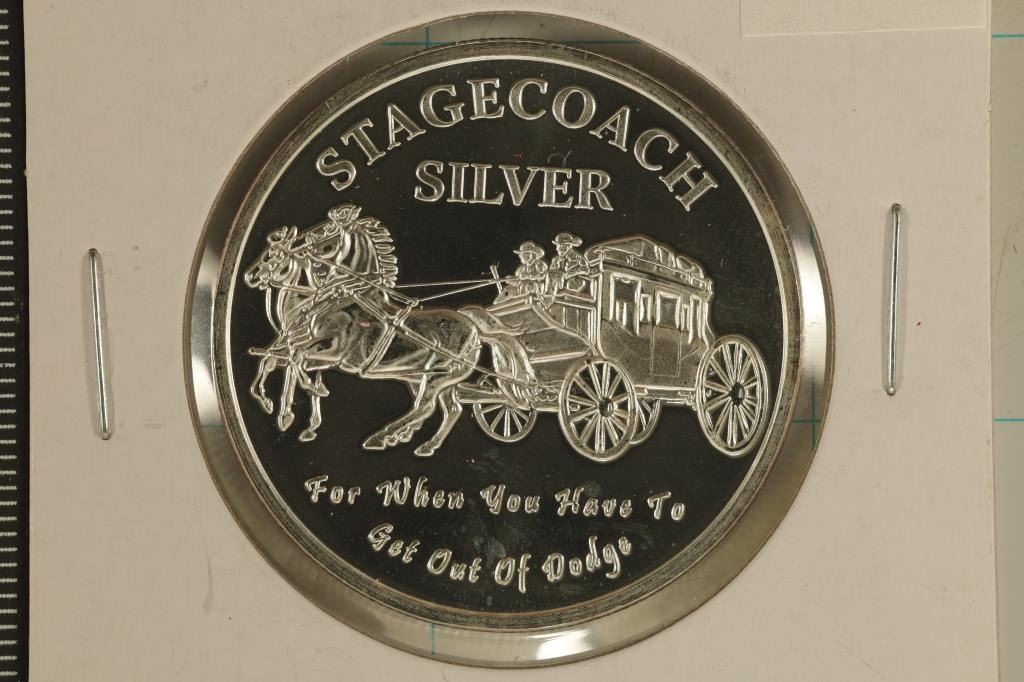 STAGECOACH
SILVER
For When You Have To
Get Out Of Dodge